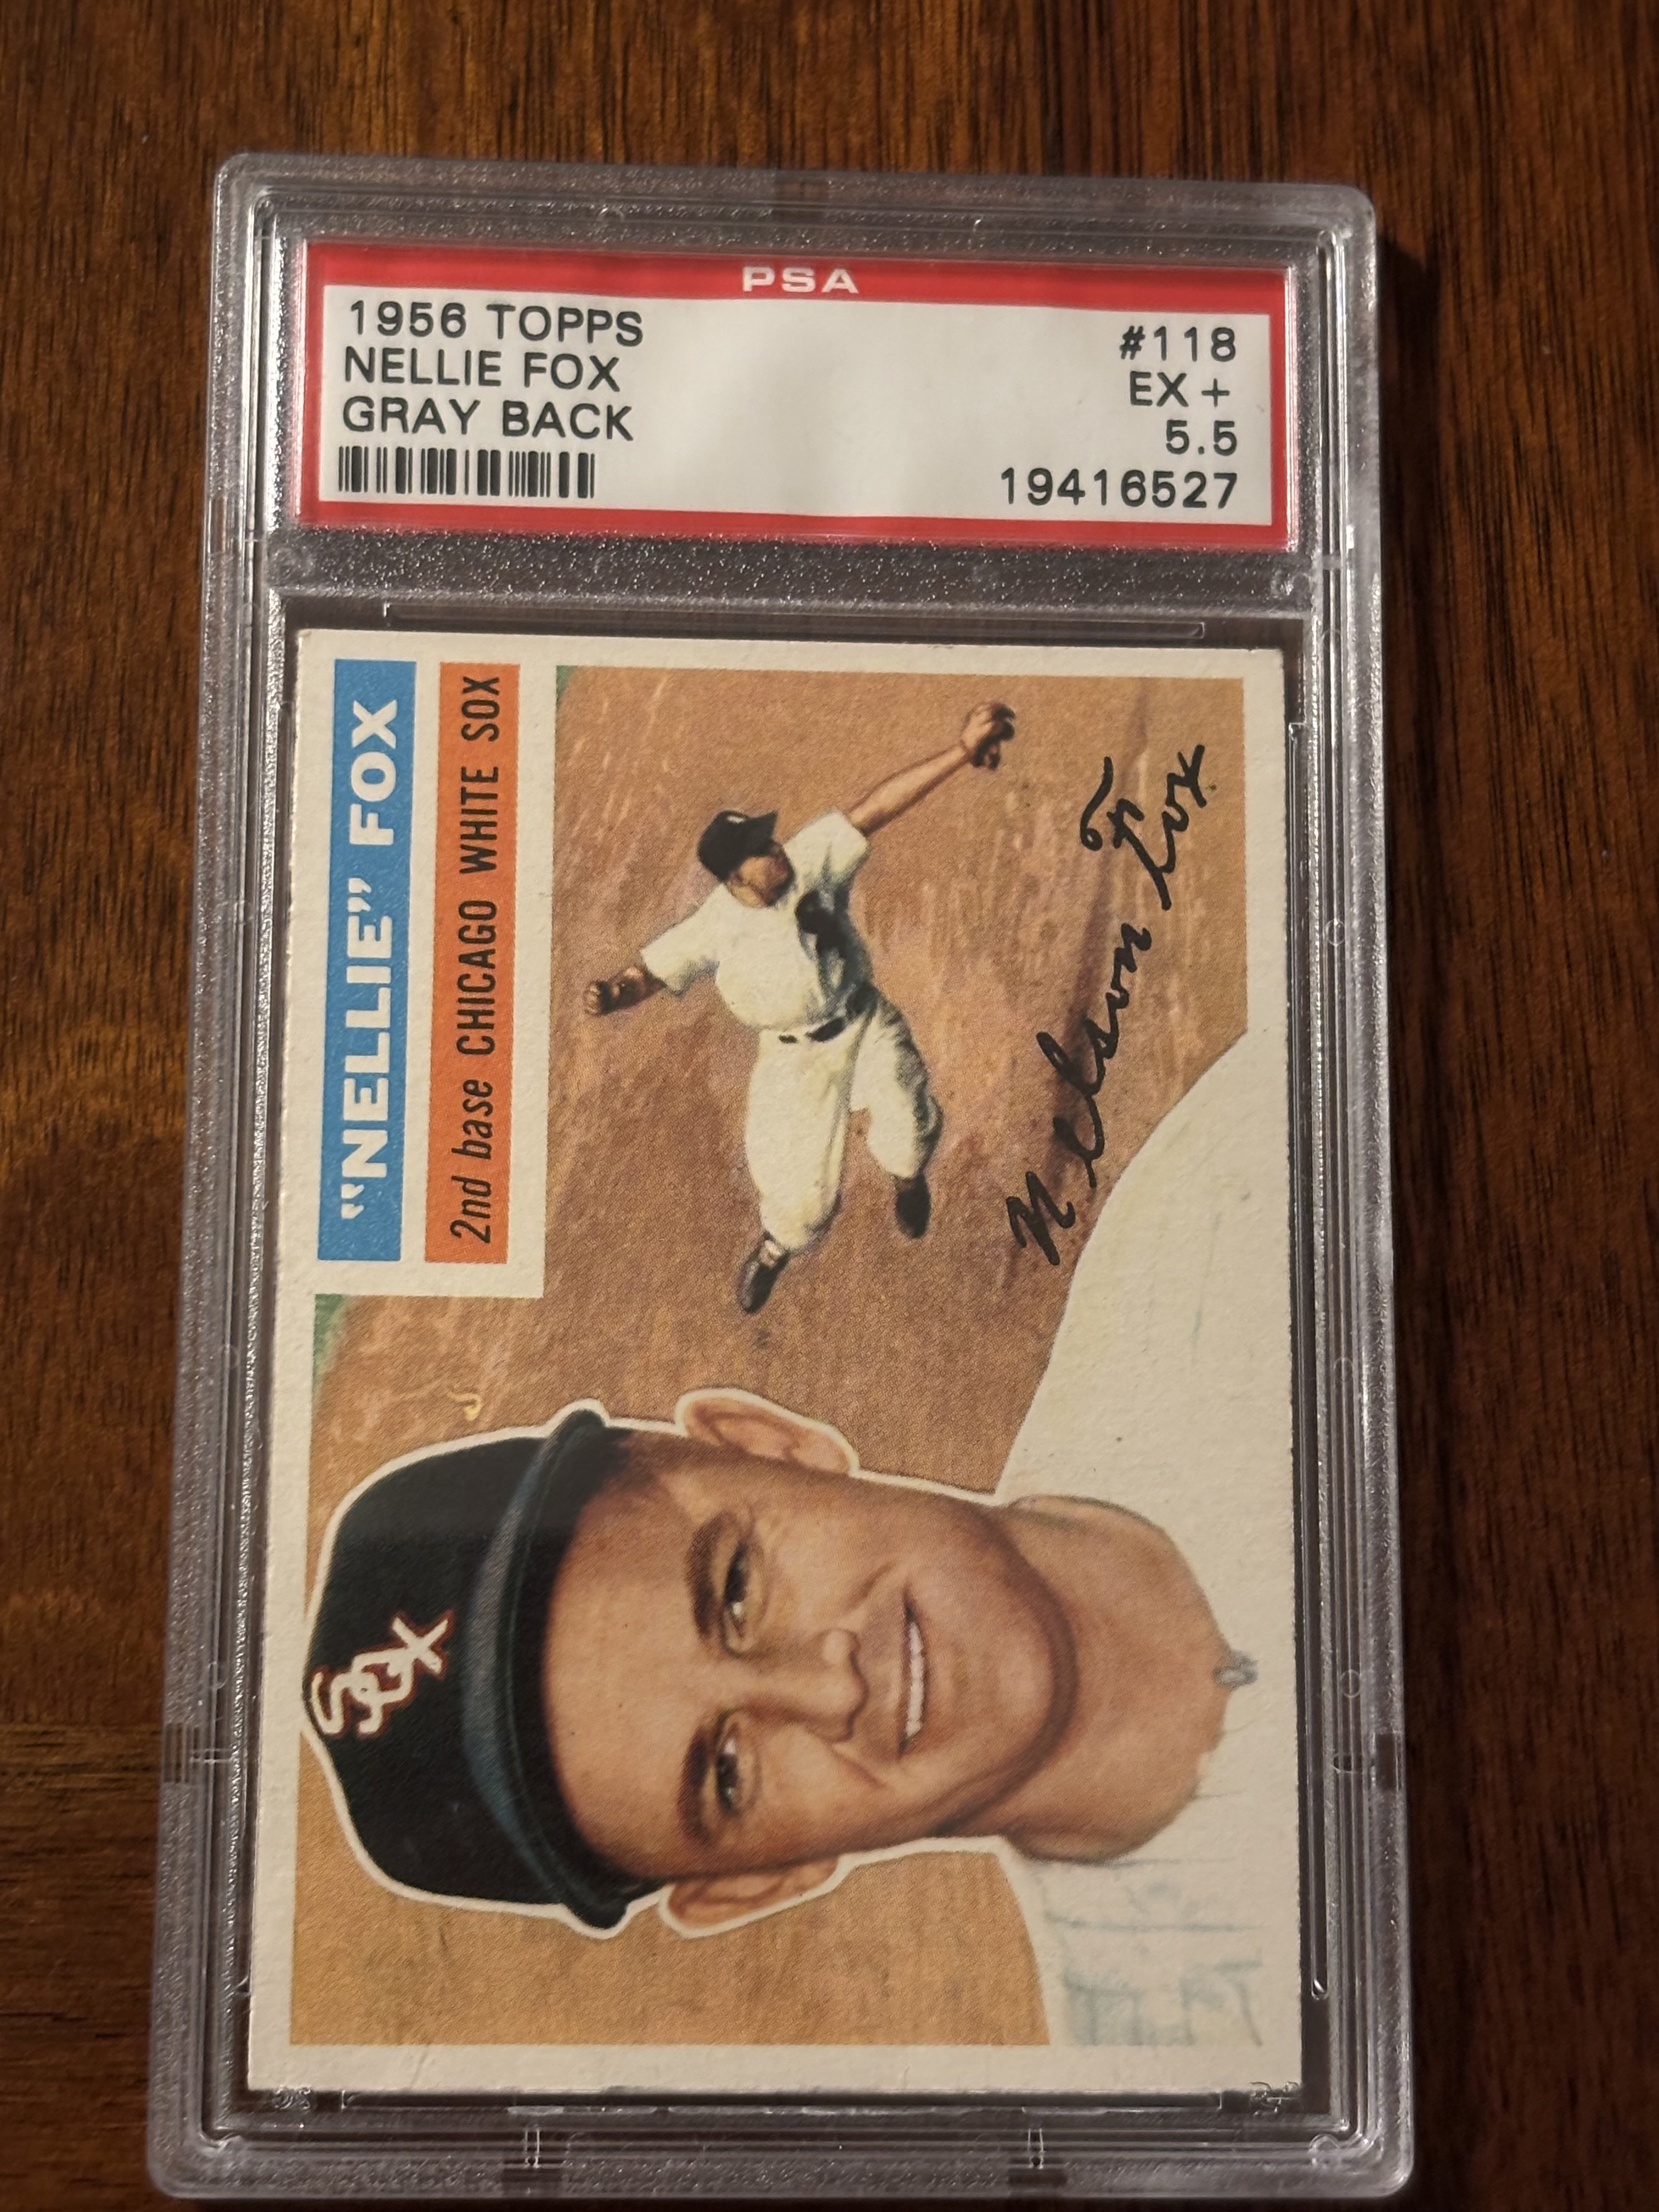 PSA
1956 TOPPS #118
NELLIE FOX EX +
GRAY BACK 5.5
19416527
"NELLIE" FOX
2nd base CHICAGO WHITE SOX
Nelson Fox
SOX